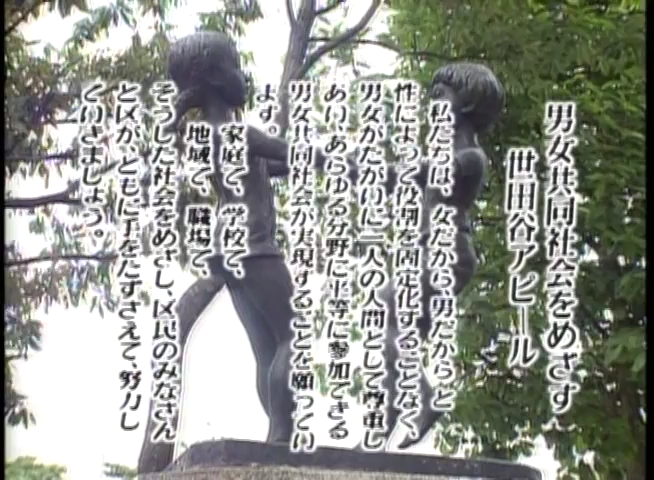 男女共同社会をめざす
世田谷アピール
私たちは、女だから、男だからと
性によって役割を固定化することなく、
男女がたがいに一人の人間として尊重し
あい、あらゆる分野に平等に参加できる
男女共同社会が実現することを願ってい
ます。
家庭で、学校で、
地域で、職場で、
そうした社会をめざし、区民のみなさん
と区が、ともに手をたずさえて、努力し
ていきましょう。